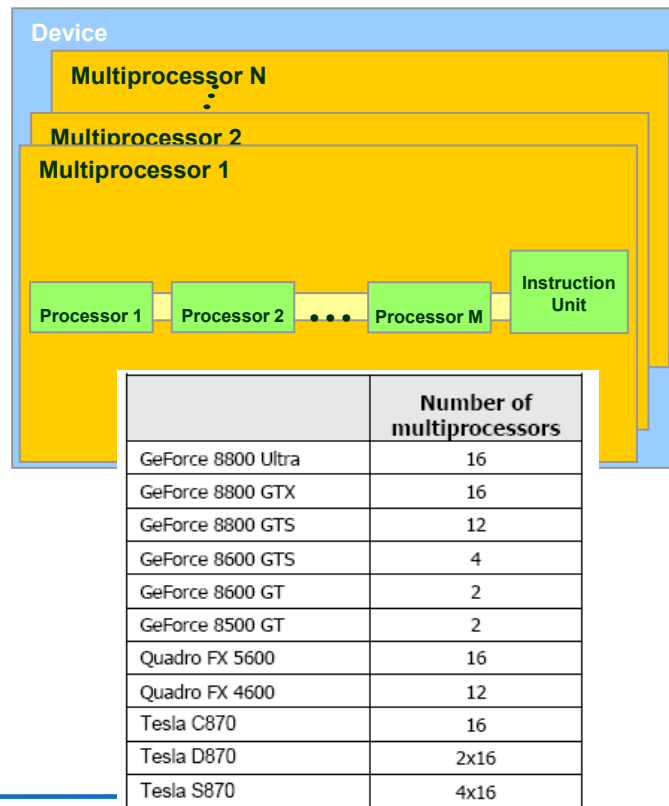 Device
Multiprocessor N
Multiprocessor 2
Multiprocessor 1
Processor 1 Processor 2 ... Processor M Instruction
Unit
Number of
multiprocessors
GeForce 8800 Ultra 16
GeForce 8800 GTX 16
GeForce 8800 GTS 12
GeForce 8600 GTS 4
GeForce 8600 GT 2
GeForce 8500 GT 2
Quadro FX 5600 16
Quadro FX 4600 12
Tesla C870 16
Tesla D870 2x16
Tesla S870 4x16